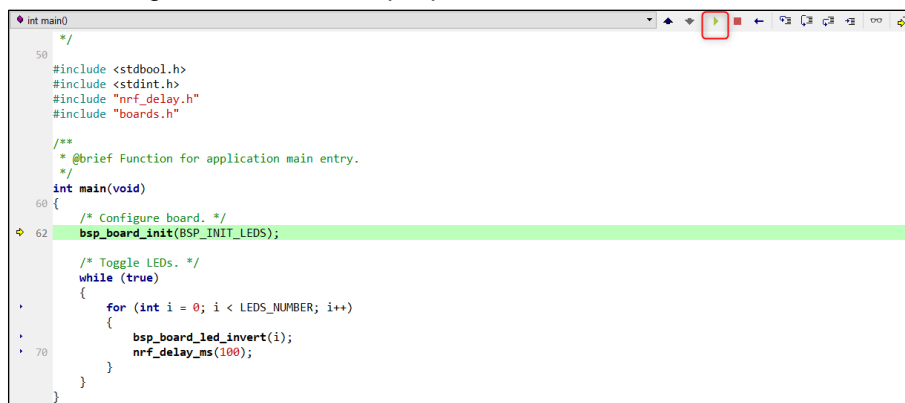 int main()
*/
50
#include <stdbool.h>
#include <stdint.h>
#include "nrf_delay.h"
#include "boards.h"
/**
* @brief Function for application main entry.
*/
int main(void)
60 {
/* Configure board. */
62 bsp_board_init(BSP_INIT_LEDS);
/* Toggle LEDs. */
while (true)
{
for (int i = 0; i < LEDS_NUMBER; i++)
{
bsp_board_led_invert(i);
70 nrf_delay_ms(100);
}
}
}